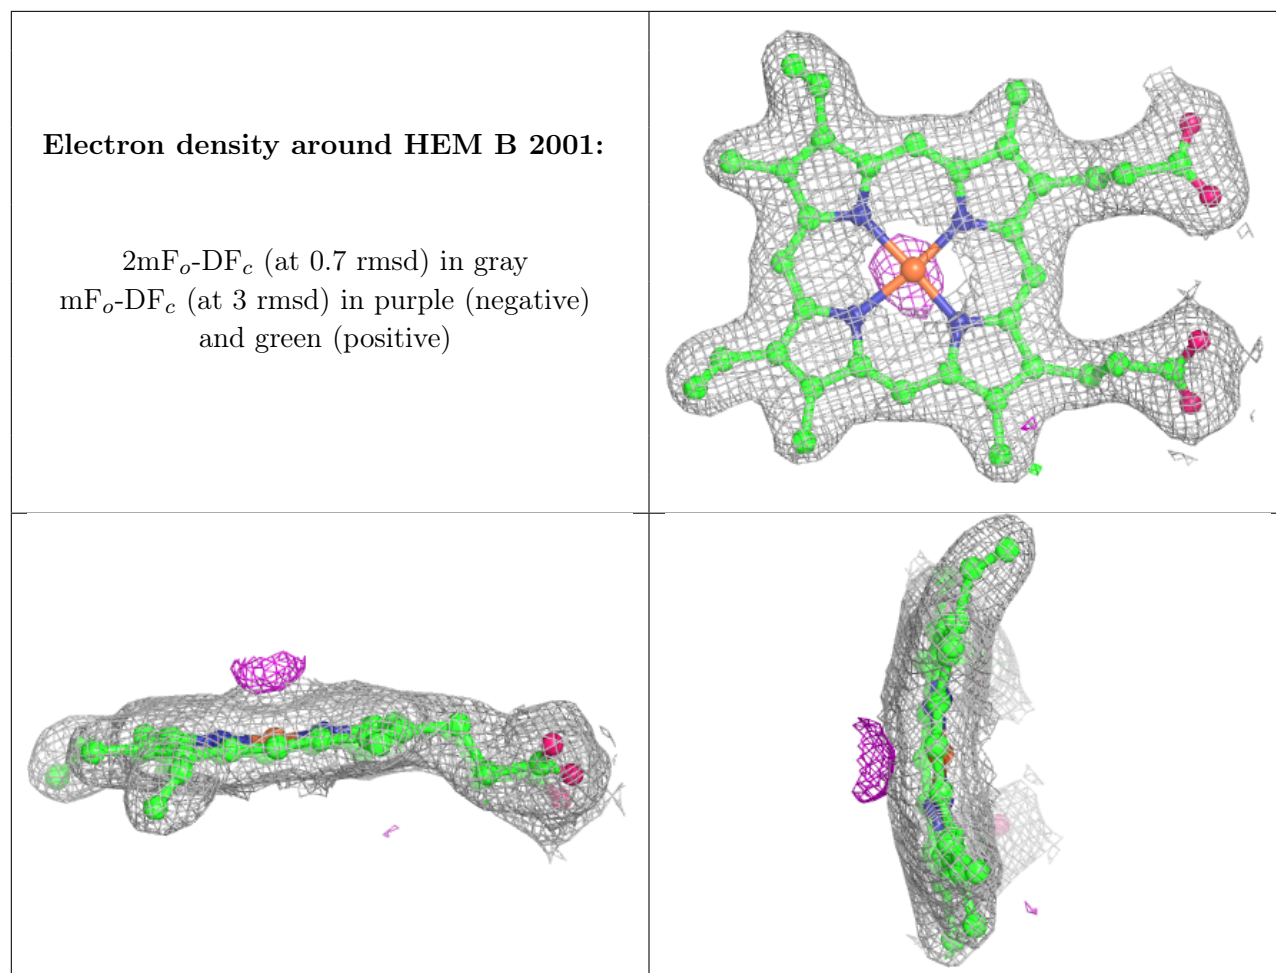 Electron density around HEM B 2001:
2mFo-DFc (at 0.7 rmsd) in gray
mFo-DFc (at 3 rmsd) in purple (negative)
and green (positive)